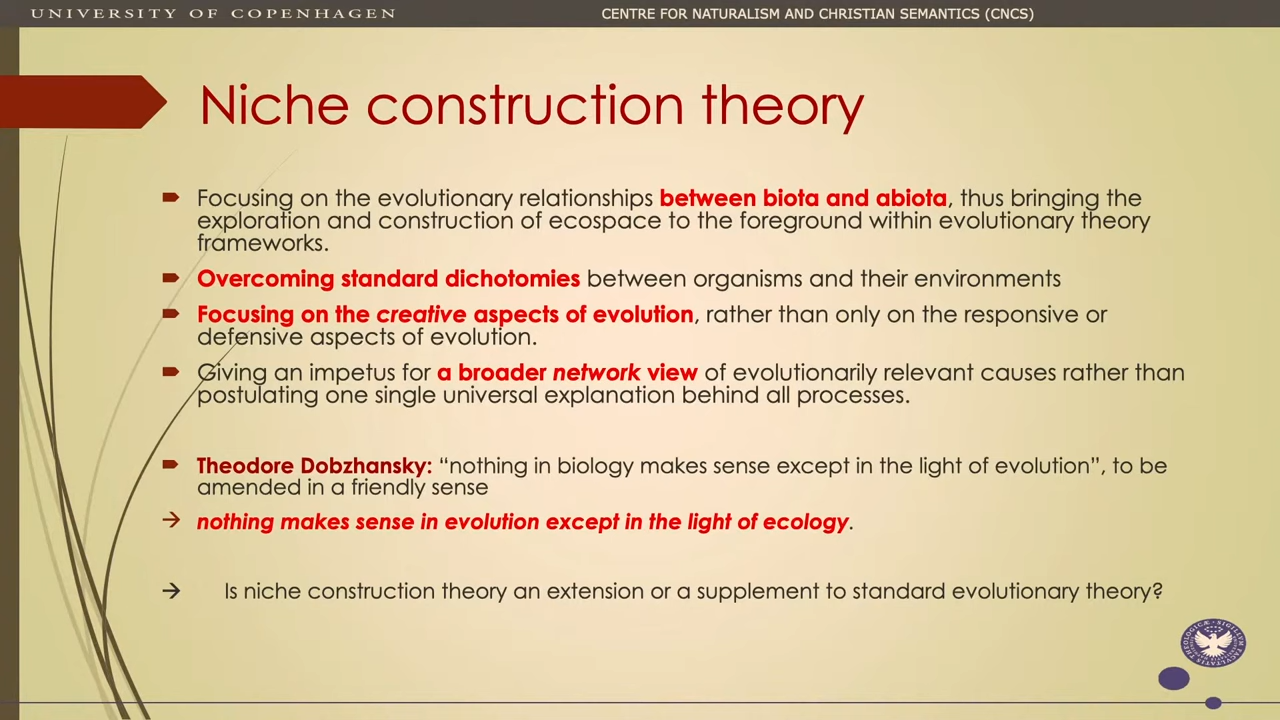 UNIVERSITY OF COPENHAGEN
CENTRE FOR NATURALISM AND CHRISTIAN SEMANTICS (CNCS)
Niche construction theory
Focusing on the evolutionary relationships between biota and abiota, thus bringing the
exploration and construction of ecospace to the foreground within evolutionary theory
frameworks.
Overcoming standard dichotomies between organisms and their environments
Focusing on the creative aspects of evolution, rather than only on the responsive or
defensive aspects of evolution.
Giving an impetus for a broader network view of evolutionarily relevant causes rather than
postulating one single universal explanation behind all processes.
Theodore Dobzhansky: “nothing in biology makes sense except in the light of evolution”, to be
amended in a friendly sense
→ nothing makes sense in evolution except in the light of ecology.
→ Is niche construction theory an extension or a supplement to standard evolutionary theory?